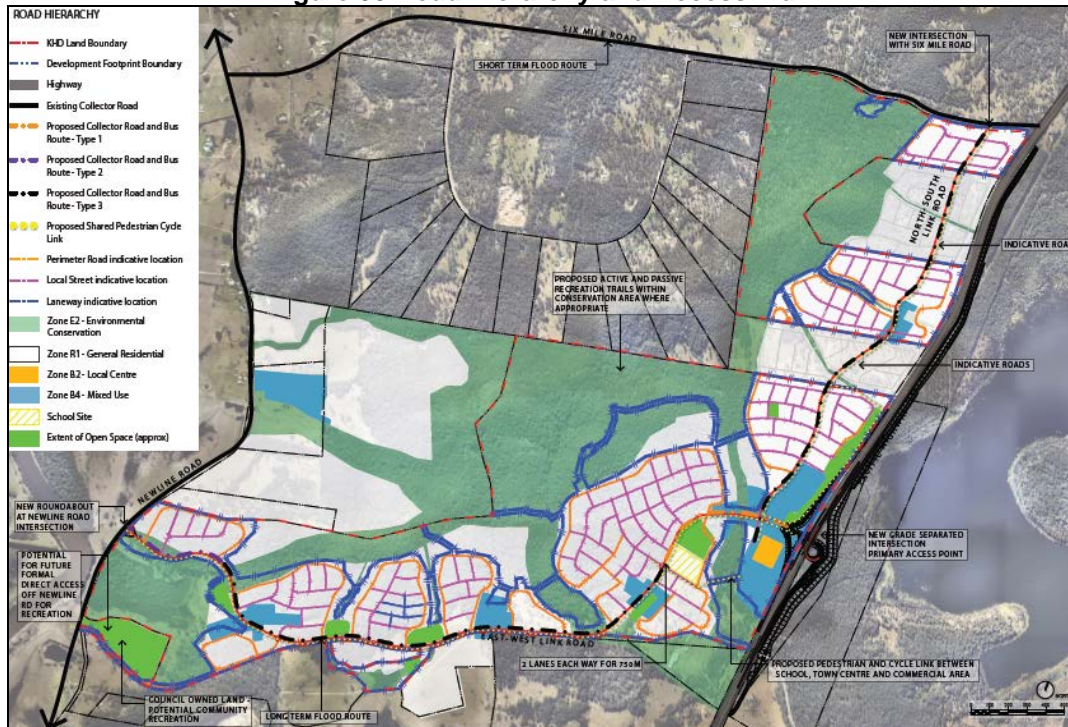 ROAD HIERARCHY
KHD Land Boundary
Development Footprint Boundary
Highway
Existing Collector Road
Proposed Collector Road and Bus
Route - Type 1
Proposed Collector Road and Bus
Route - Type 2
Proposed Collector Road and Bus
Route - Type 3
Proposed Shared Pedestrian Cycle
Link
Perimeter Road indicative location
Local Street indicative location
Laneway indicative location
Zone E2 - Environmental
Conservation
Zone R1 - General Residential
Zone B2 - Local Centre
Zone B4 - Mixed Use
School Site
Extent of Open Space (approx)
SIX MILE ROAD
SHORT TERM FLOOD ROUTE
NEW INTERSECTION
WITH SIX MILE ROAD
NORTH-SOUTH
LINK ROAD
INDICATIVE ROA
PROPOSED ACTIVE AND PASSIVE
RECREATION TRAILS WITHIN
CONSERVATION AREA WHERE
APPROPRIATE
INDICATIVE ROADS
NEWLINE ROAD
NEW ROUNDABOUT
AT NEWLINE ROAD
INTERSECTION
NEW GRADE SEPARATED
INTERSECTION
PRIMARY ACCESS POINT
POTENTIAL
FOR FUTURE
FORMAL
DIRECT ACCESS
OFF NEWLINE
RD FOR
RECREATION
EAST-WEST LINK ROAD
2 LANES EACH WAY FOR 750M
PROPOSED PEDESTRIAN AND CYCLE LINK BETWEEN
SCHOOL, TOWN CENTRE AND COMMERCIAL AREA
COUNCIL OWNED LAND -
POTENTIAL COMMUNITY
RECREATION
LONG TERM FLOOD ROUTE